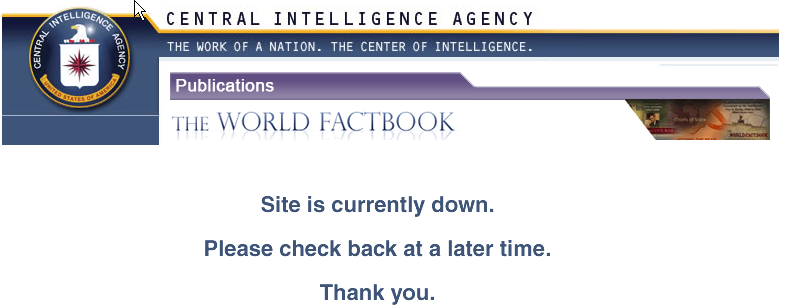 CENTRAL INTELLIGENCE AGENCY
UNITED STATES OF AMERICA
CENTRAL INTELLIGENCE AGENCY
THE WORK OF A NATION. THE CENTER OF INTELLIGENCE.
Publications
THE WORLD FACTBOOK
WORLD FACTBOOK
Site is currently down.
Please check back at a later time.
Thank you.